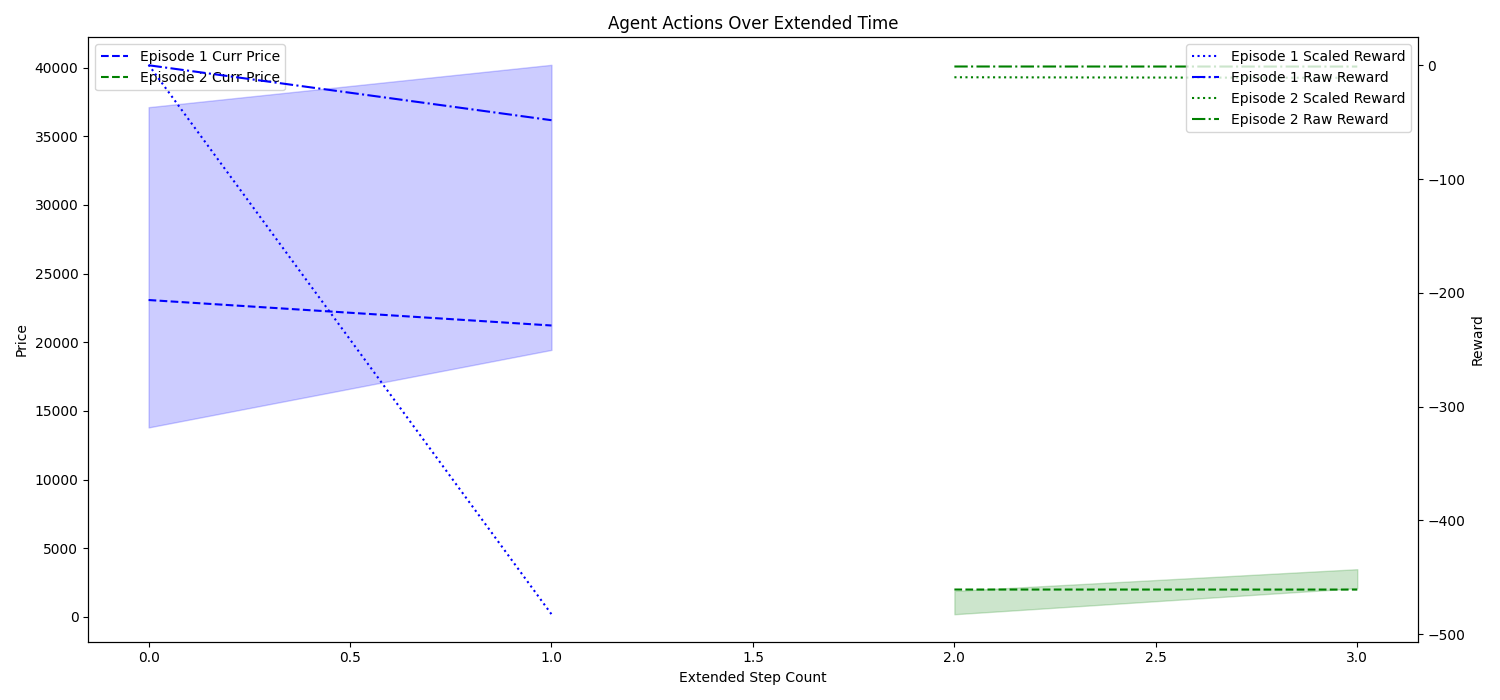 Agent Actions Over Extended Time
Episode 1 Curr Price
Episode 2 Curr Price
Episode 1 Scaled Reward
Episode 1 Raw Reward
Episode 2 Scaled Reward
Episode 2 Raw Reward
40000
35000
30000
25000
20000
15000
10000
5000
0
Price
0
−100
−200
−300
−400
−500
Reward
0.0
0.5
1.0
1.5
2.0
2.5
3.0
Extended Step Count